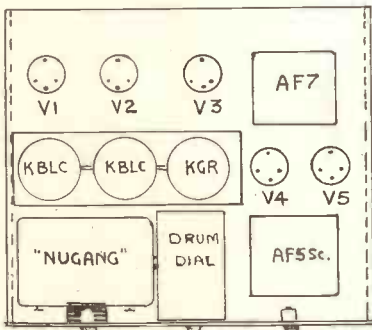 V1 V2 V3
AF7
KBLC KBLC KGR
V4 V5
"NUGANG"
DRUM
DIAL
AF5Sc.